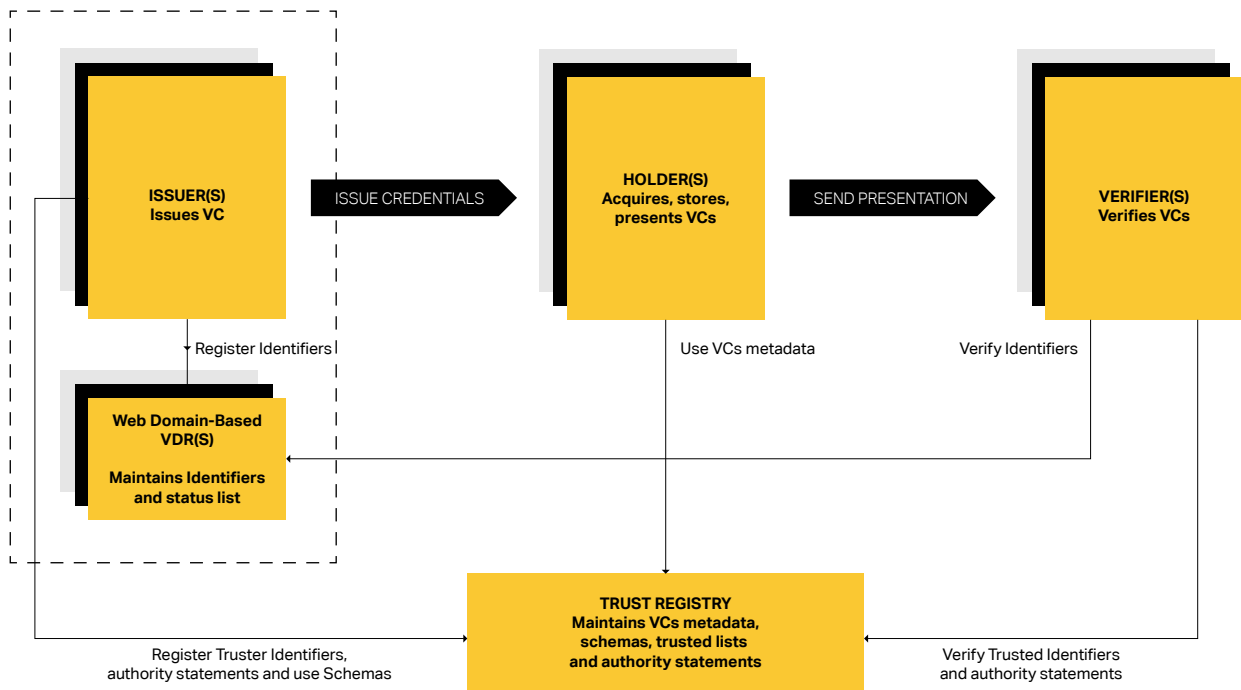 ISSUER(S)
Issues VC
ISSUE CREDENTIALS
HOLDER(S)
Acquires, stores,
presents VCs
SEND PRESENTATION
VERIFIER(S)
Verifies VCs
Register Identifiers
Use VCs metadata
Verify Identifiers
Web Domain-Based
VDR(S)
Maintains Identifiers
and status list
TRUST REGISTRY
Maintains VCs metadata,
schemas, trusted lists
and authority statements
Register Truster Identifiers,
authority statements and use Schemas
Verify Trusted Identifiers
and authority statements